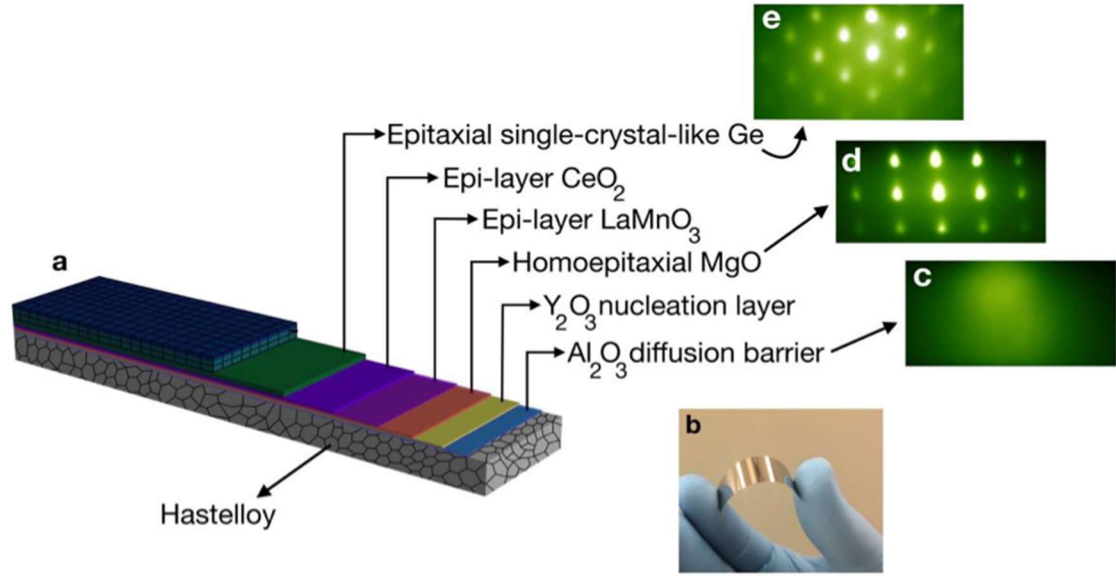 e
Epitaxial single-crystal-like Ge
d
Epi-layer CeO₂
Epi-layer LaMnO₃
a
Homoepitaxial MgO
c
Y₂O₃ nucleation layer
Al₂O₃ diffusion barrier
b
Hastelloy